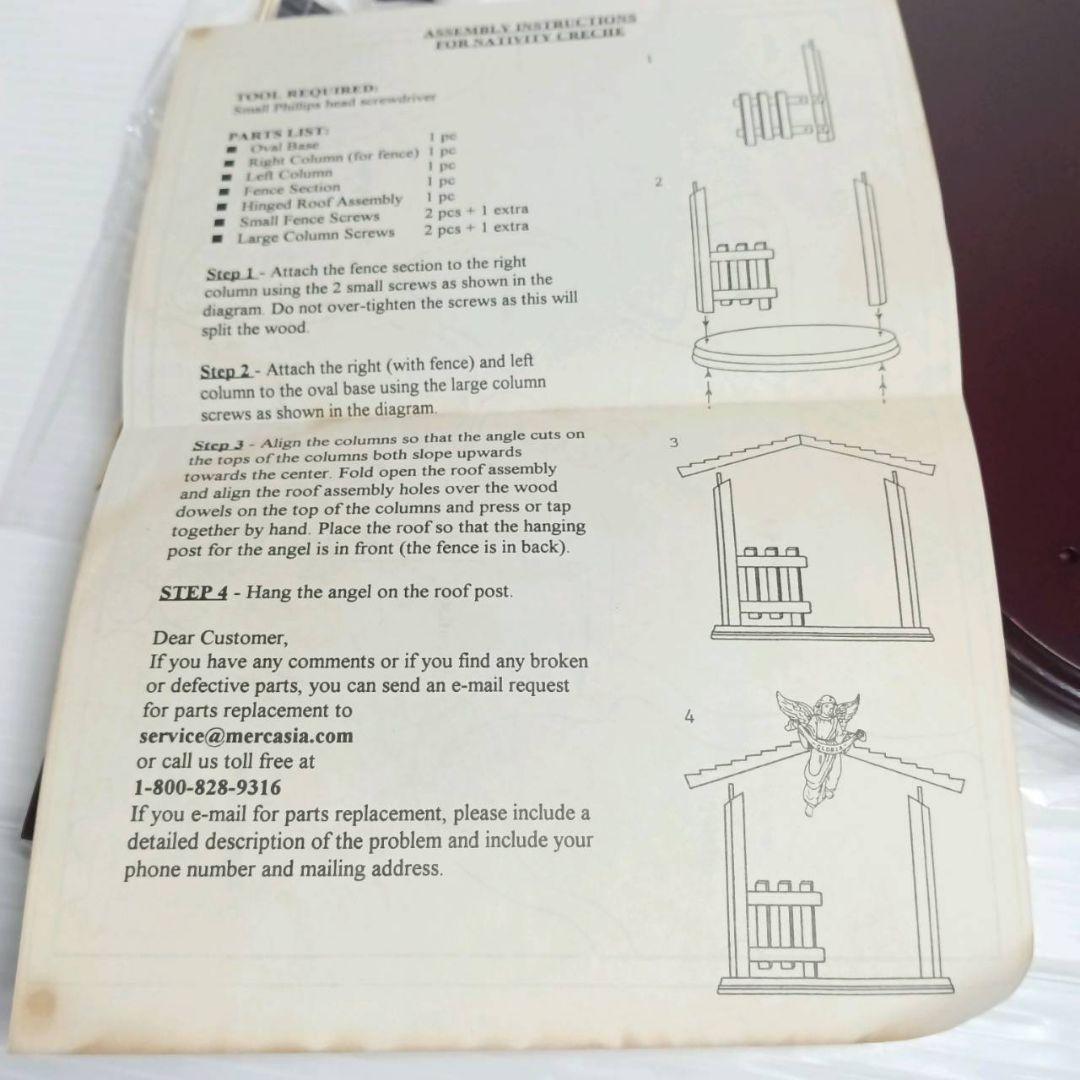 ASSEMBLY INSTRUCTIONS
FOR NATIVITY CRECHE
TOOL REQUIRED:
Small Phillips head screwdriver
PARTS LIST:
■ Oval Base 1 pc
■ Right Column (for fence) 1 pc
■ Left Column 1 pc
■ Fence Section 1 pc
■ Hinged Roof Assembly 1 pc
■ Small Fence Screws 2 pcs + 1 extra
■ Large Column Screws 2 pcs + 1 extra
Step 1 - Attach the fence section to the right
column using the 2 small screws as shown in the
diagram. Do not over-tighten the screws as this will
split the wood.
Step 2 - Attach the right (with fence) and left
column to the oval base using the large column
screws as shown in the diagram.
Step 3 - Align the columns so that the angle cuts on
the tops of the columns both slope upwards
towards the center. Fold open the roof assembly
and align the roof assembly holes over the wood
dowels on the top of the columns and press or tap
together by hand. Place the roof so that the hanging
post for the angel is in front (the fence is in back).
STEP 4 - Hang the angel on the roof post.
Dear Customer,
If you have any comments or if you find any broken
or defective parts, you can send an e-mail request
for parts replacement to
service@mercasia.com
or call us toll free at
1-800-828-9316
If you e-mail for parts replacement, please include a
detailed description of the problem and include your
phone number and mailing address.
1
2
3
4
GLORIA